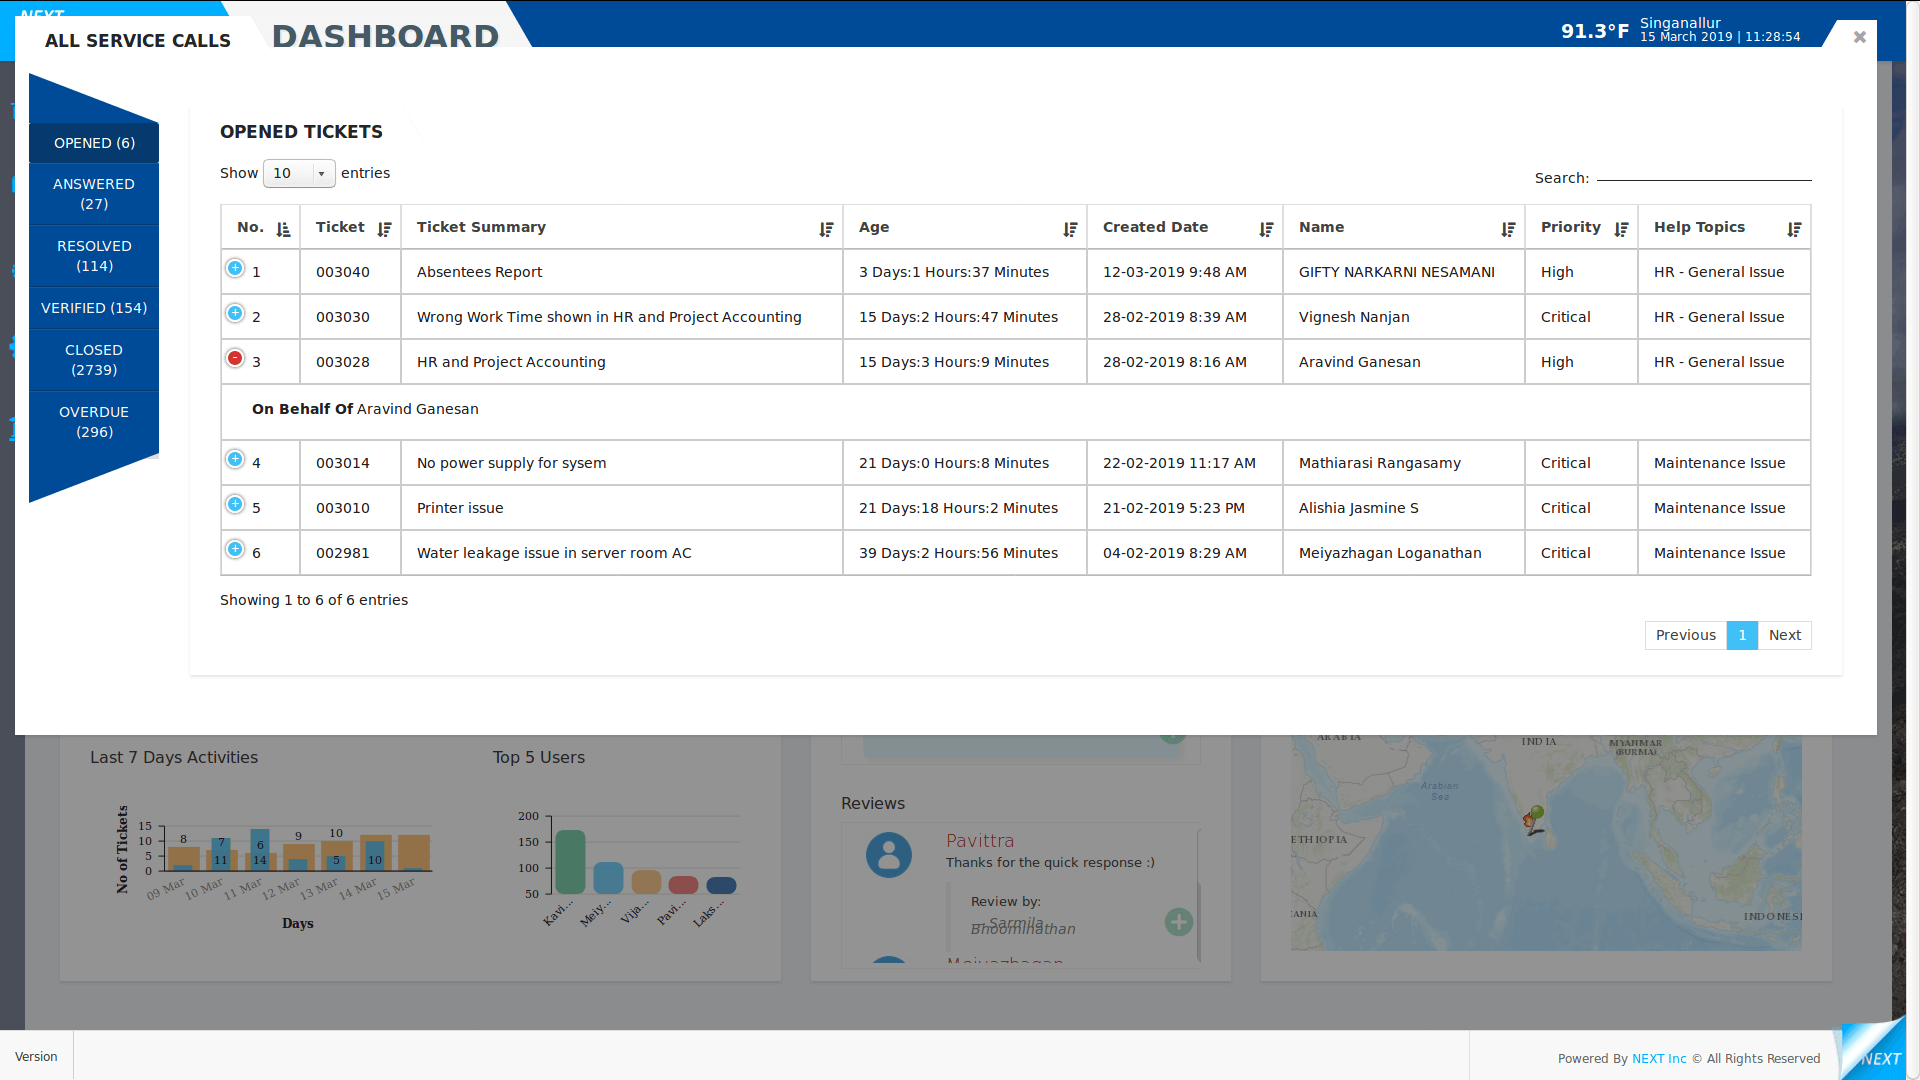 ALL SERVICE CALLS
DASHBOARD
91.3°F
Singanallur
15 March 2019 | 11:28:54
OPENED (6)
ANSWERED
(27)
RESOLVED
(114)
VERIFIED (154)
CLOSED
(2739)
OVERDUE
(296)
OPENED TICKETS
Show 10 entries
Search:
No. Ticket Ticket Summary Age Created Date Name Priority Help Topics
1 003040 Absentees Report 3 Days:1 Hours:37 Minutes 12-03-2019 9:48 AM GIFTY NARKARNI NESAMANI High HR - General Issue
2 003030 Wrong Work Time shown in HR and Project Accounting 15 Days:2 Hours:47 Minutes 28-02-2019 8:39 AM Vignesh Nanjan Critical HR - General Issue
3 003028 HR and Project Accounting 15 Days:3 Hours:9 Minutes 28-02-2019 8:16 AM Aravind Ganesan High HR - General Issue
On Behalf Of Aravind Ganesan
4 003014 No power supply for sysem 21 Days:0 Hours:8 Minutes 22-02-2019 11:17 AM Mathiarasi Rangasamy Critical Maintenance Issue
5 003010 Printer issue 21 Days:18 Hours:2 Minutes 21-02-2019 5:23 PM Alishia Jasmine S Critical Maintenance Issue
6 002981 Water leakage issue in server room AC 39 Days:2 Hours:56 Minutes 04-02-2019 8:29 AM Meiyazhagan Loganathan Critical Maintenance Issue
Showing 1 to 6 of 6 entries
Previous 1 Next
Last 7 Days Activities
No of Tickets
15
10
5
0
8
7
11
6
14
9
10
5
10
09 Mar 10 Mar 11 Mar 12 Mar 13 Mar 14 Mar 15 Mar
Days
Top 5 Users
200
150
100
50
Kavi... Meiy... Vija... Pavi... Laks...
Reviews
Pavittra
Thanks for the quick response :)
Review by:
— Sarmila
Bhoominathan
Meiyazhagan
ARABIA
INDIA
MYANMAR
(BURMA)
Arabian
Sea
ETHIOPIA
ANIA
INDONESI
Version
Powered By NEXT Inc © All Rights Reserved
NEXT